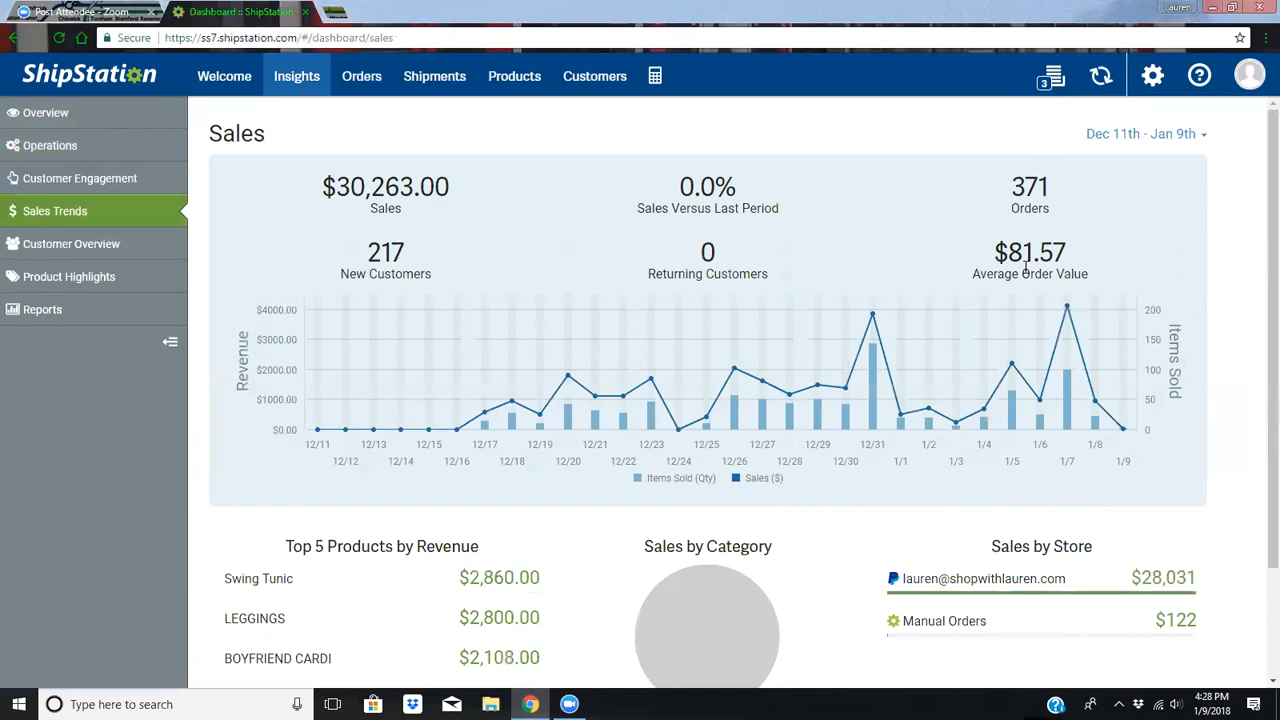 Post Attendee - Zoom
Dashboard :: ShipStation
Lauren
Secure
https://ss7.shipstation.com/#/dashboard/sales
ShipStation
Welcome
Insights
Orders
Shipments
Products
Customers
3
Overview
Operations
Customer Engagement
$ Sales Trends
Customer Overview
Product Highlights
Reports
Sales
Dec 11th - Jan 9th
$30,263.00
Sales
0.0%
Sales Versus Last Period
371
Orders
217
New Customers
0
Returning Customers
$81.57
Average Order Value
Revenue
$4000.00
$3000.00
$2000.00
$1000.00
$0.00
200
150
100
50
0
Items Sold
12/11 12/13 12/15 12/17 12/19 12/21 12/23 12/25 12/27 12/29 12/31 1/2 1/4 1/6 1/8
12/12 12/14 12/16 12/18 12/20 12/22 12/24 12/26 12/28 12/30 1/1 1/3 1/5 1/7 1/9
Items Sold (Qty) Sales ($)
Top 5 Products by Revenue
Swing Tunic $2,860.00
LEGGINGS $2,800.00
BOYFRIEND CARDI $2,108.00
Sales by Category
Sales by Store
lauren@shopwithlauren.com $28,031
Manual Orders $122
Type here to search
4:28 PM
1/9/2018